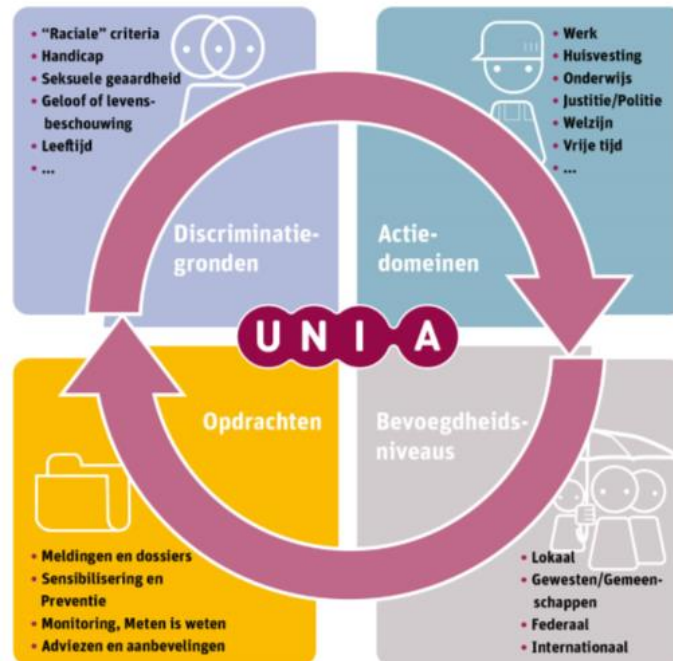 • "Raciale" criteria
• Handicap
• Seksuele geaardheid
• Geloof of levens-
beschouwing
• Leeftijd
• ...
• Werk
• Huisvesting
• Onderwijs
• Justitie/Politie
• Welzijn
• Vrije tijd
• ...
Discriminatie-
gronden
Actie-
domeinen
UNIA
Opdrachten
Bevoegdheids-
niveaus
• Meldingen en dossiers
• Sensibilisering en
Preventie
• Monitoring, Meten is weten
• Adviezen en aanbevelingen
• Lokaal
• Gewesten/Gemeen-
schappen
• Federaal
• Internationaal